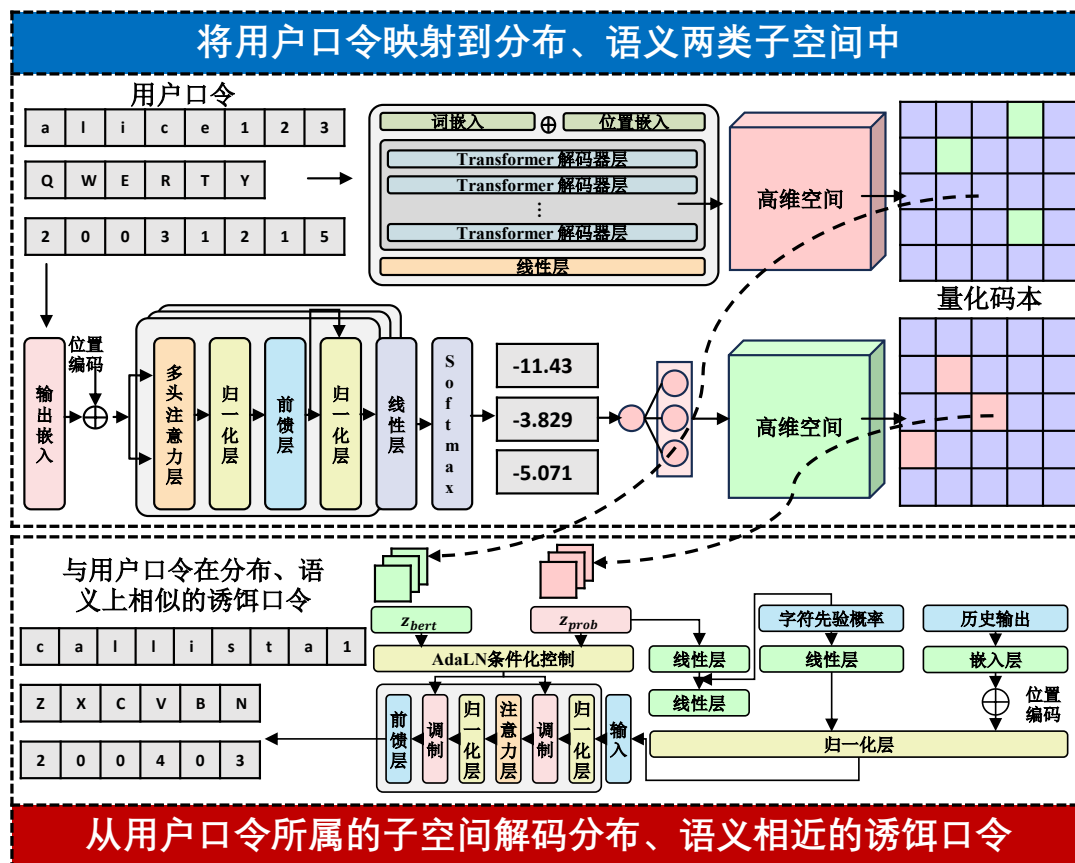 将用户口令映射到分布、语义两类子空间中
用户口令
a l i c e 1 2 3
Q W E R T Y
2 0 0 3 1 2 1 5
词嵌入 ⊕ 位置嵌入
Transformer 解码器层
Transformer 解码器层
⋮
Transformer 解码器层
线性层
高维空间
量化码本
输出嵌入
位置
编码
多头注意力层
归一化层
前馈层
归一化层
线性层
Softmax
-11.43
-3.829
-5.071
高维空间
与用户口令在分布、语
义上相似的诱饵口令
c a l l i s t a 1
Z X C V B N
2 0 0 4 0 3
z_bert
z_prob
AdaLN条件化控制
线性层
线性层
字符先验概率
线性层
历史输出
嵌入层
位置
编码
归一化层
前馈层
调制
归一化层
注意力层
调制
归一化层
输入
从用户口令所属的子空间解码分布、语义相近的诱饵口令